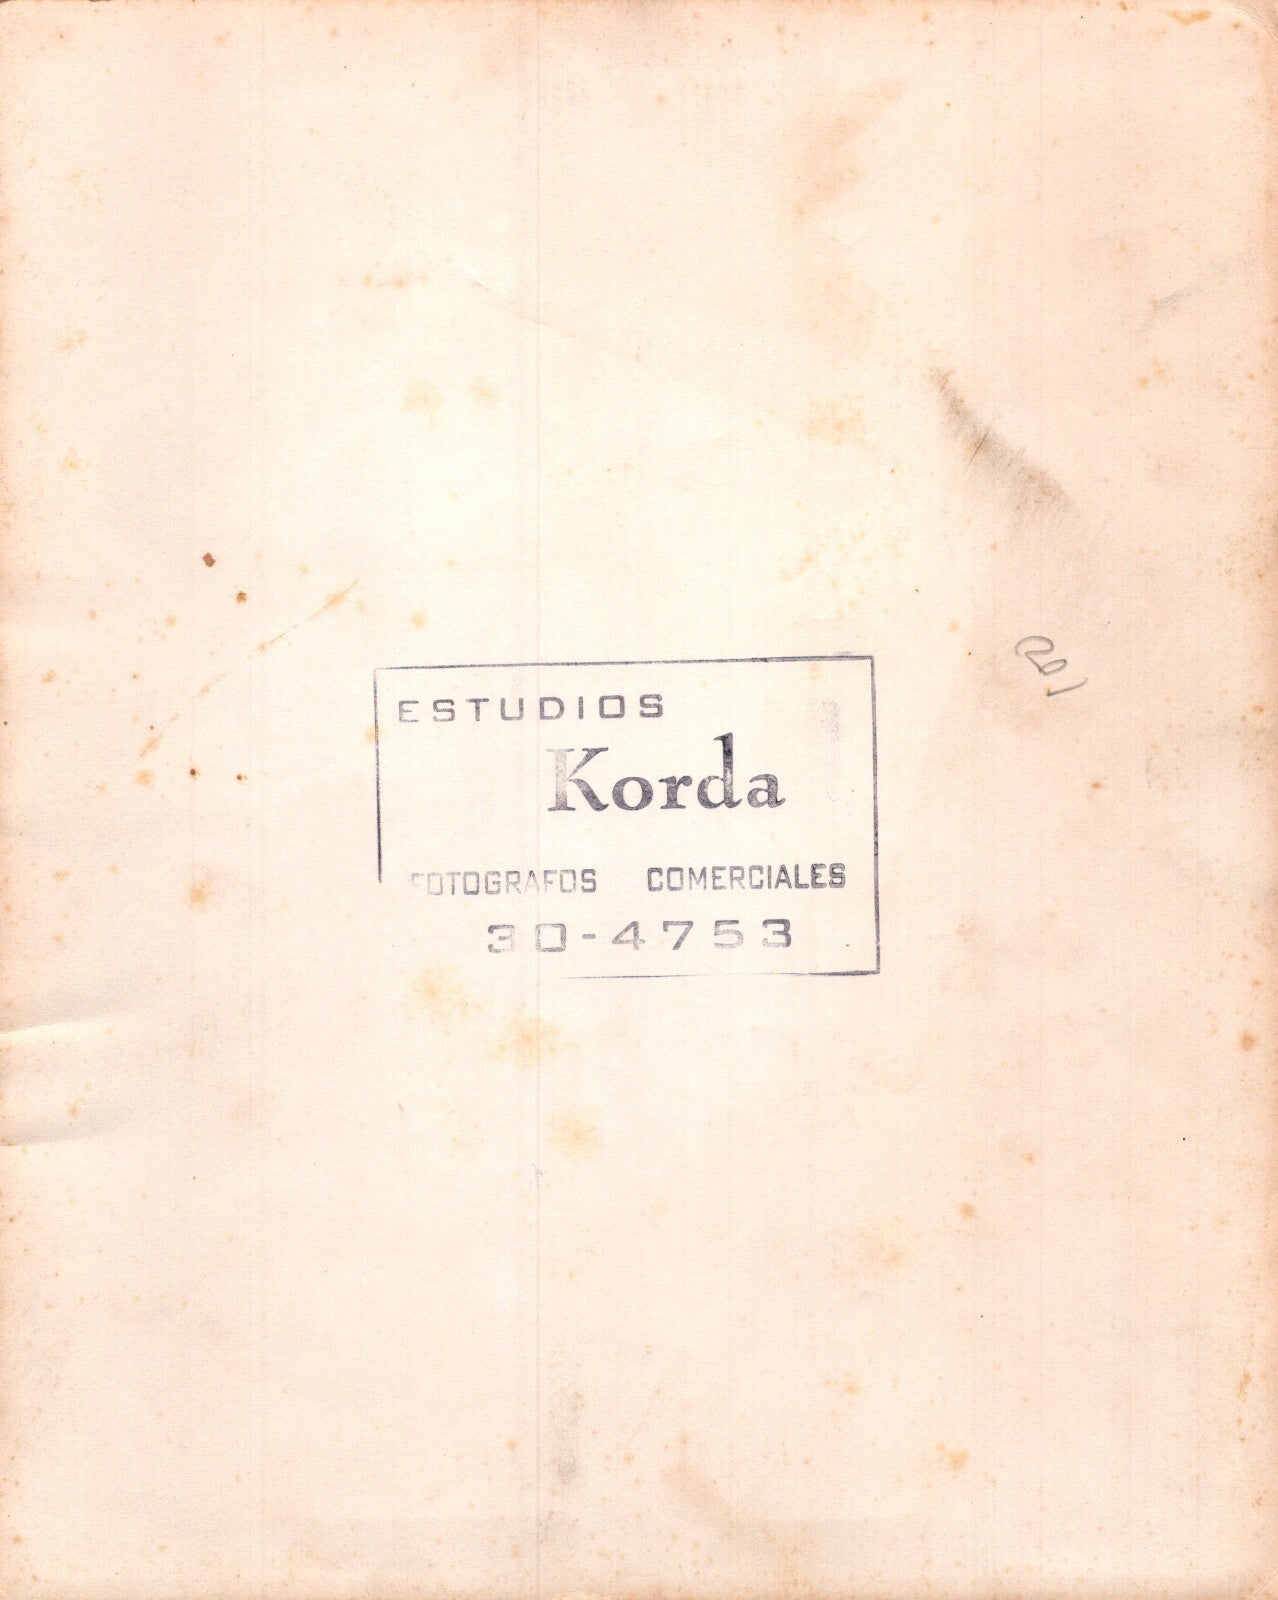 ESTUDIOS
Korda
FOTOGRAFOS COMERCIALES
30-4753